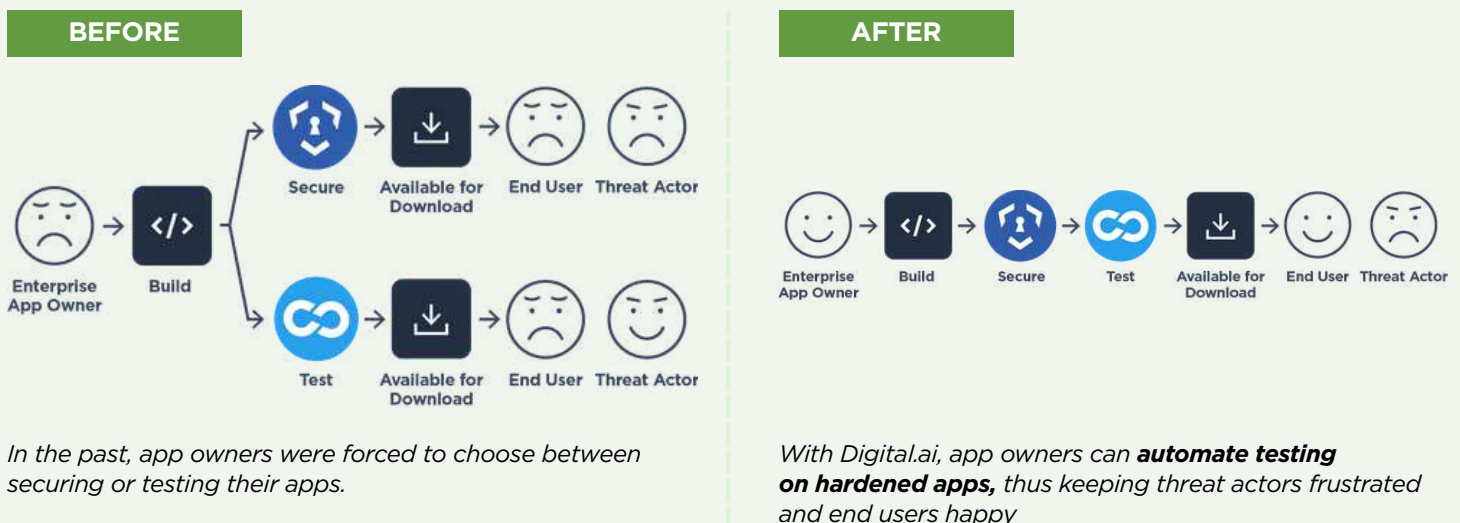 BEFORE
Secure
Available for
Download
End User
Threat Actor
Enterprise
App Owner
</>
Build
Test
Available for
Download
End User
Threat Actor
In the past, app owners were forced to choose between
securing or testing their apps.
AFTER
</>
Enterprise
App Owner
Build
Secure
Test
Available for
Download
End User
Threat Actor
With Digital.ai, app owners can automate testing
on hardened apps, thus keeping threat actors frustrated
and end users happy